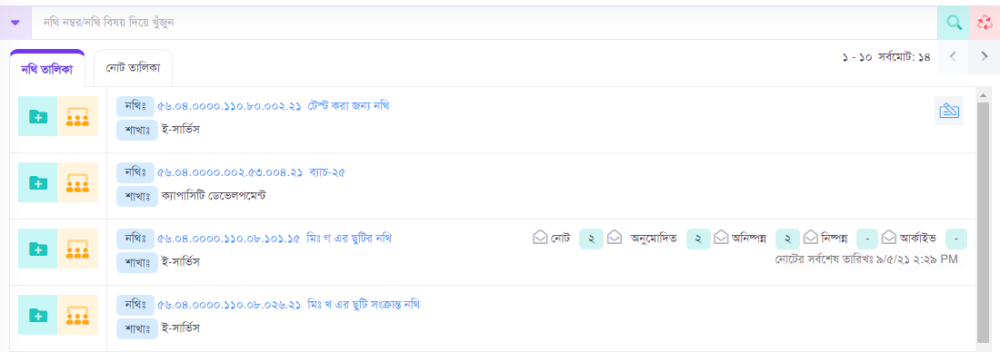 নথি নম্বর/নথি বিষয় দিয়ে খুঁজুন
নথি তালিকা
নোট তালিকা
১ - ১০ সর্বমোট: ১৪
নথিঃ ৫৬.০৪.০০০০.১১০.৮০.০০২.২১ টেস্ট করা জন্য নথি
শাখাঃ ই-সার্ভিস
নথিঃ ৫৬.০৪.০০০০.০০২.৫৩.০০৪.২১ ব্যাচ-২৫
শাখাঃ ক্যাপাসিটি ডেভেলপমেন্ট
নথিঃ ৫৬.০৪.০০০০.১১০.০৮.১০১.১৫ মিঃ গ এর ছুটির নথি
নোট ২ অনুমোদিত ২ অনিষ্পন্ন ২ নিষ্পন্ন - আর্কাইভ -
শাখাঃ ই-সার্ভিস
নোটের সর্বশেষ তারিখঃ ৯/৫/২১ ২:২৯ PM
নথিঃ ৫৬.০৪.০০০০.১১০.০৮.০২৬.২১ মিঃ খ এর ছুটি সংক্রান্ত নথি
শাখাঃ ই-সার্ভিস